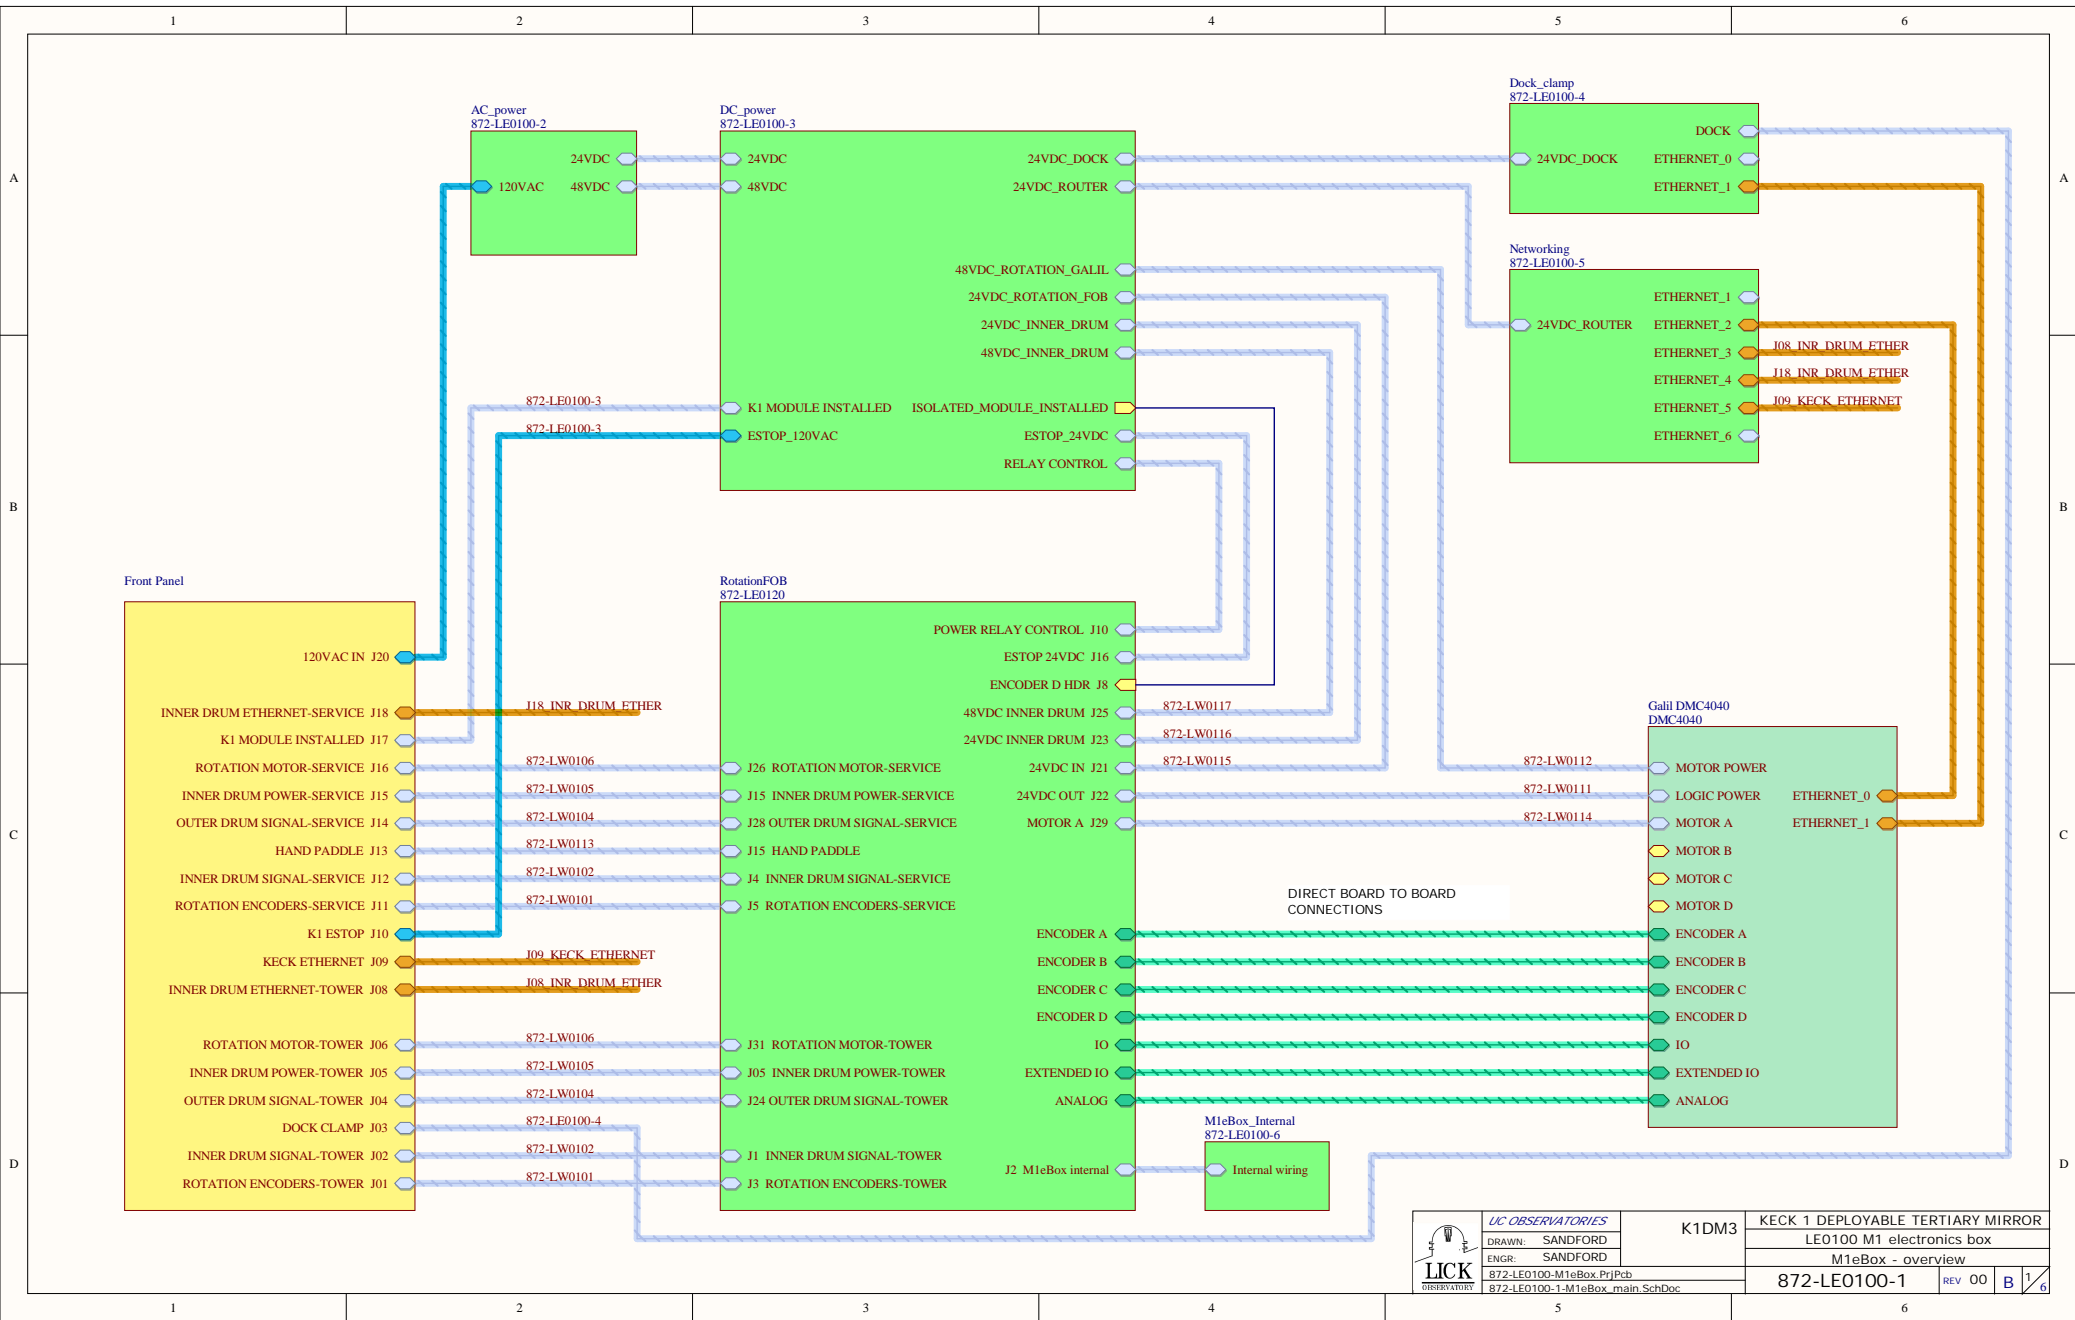 1 2 3 4 5 6
A
B
C
D
A
B
C
D
AC_power
872-LE0100-2
24VDC
120VAC 48VDC
DC_power
872-LE0100-3
24VDC 24VDC_DOCK
48VDC 24VDC_ROUTER
48VDC_ROTATION_GALIL
24VDC_ROTATION_FOB
24VDC_INNER_DRUM
48VDC_INNER_DRUM
K1 MODULE INSTALLED ISOLATED_MODULE_INSTALLED
ESTOP_120VAC ESTOP_24VDC
RELAY CONTROL
872-LE0100-3
872-LE0100-3
Dock_clamp
872-LE0100-4
DOCK
24VDC_DOCK ETHERNET_0
ETHERNET_1
Networking
872-LE0100-5
ETHERNET_1
24VDC_ROUTER ETHERNET_2
ETHERNET_3 J08_INR_DRUM_ETHER
ETHERNET_4 J18_INR_DRUM_ETHER
ETHERNET_5 J09_KECK_ETHERNET
ETHERNET_6
Front Panel
120VAC IN J20
INNER DRUM ETHERNET-SERVICE J18 J18_INR_DRUM_ETHER
K1 MODULE INSTALLED J17
ROTATION MOTOR-SERVICE J16 872-LW0106
INNER DRUM POWER-SERVICE J15 872-LW0105
OUTER DRUM SIGNAL-SERVICE J14 872-LW0104
HAND PADDLE J13 872-LW0113
INNER DRUM SIGNAL-SERVICE J12 872-LW0102
ROTATION ENCODERS-SERVICE J11 872-LW0101
K1 ESTOP J10
KECK ETHERNET J09 J09_KECK_ETHERNET
INNER DRUM ETHERNET-TOWER J08 J08_INR_DRUM_ETHER
ROTATION MOTOR-TOWER J06 872-LW0106
INNER DRUM POWER-TOWER J05 872-LW0105
OUTER DRUM SIGNAL-TOWER J04 872-LW0104
DOCK CLAMP J03 872-LE0100-4
INNER DRUM SIGNAL-TOWER J02 872-LW0102
ROTATION ENCODERS-TOWER J01 872-LW0101
RotationFOB
872-LE0120
POWER RELAY CONTROL J10
ESTOP 24VDC J16
ENCODER D HDR J8
48VDC INNER DRUM J25 872-LW0117
24VDC INNER DRUM J23 872-LW0116
J26 ROTATION MOTOR-SERVICE 24VDC IN J21 872-LW0115
J15 INNER DRUM POWER-SERVICE 24VDC OUT J22
J28 OUTER DRUM SIGNAL-SERVICE MOTOR A J29
J15 HAND PADDLE
J4 INNER DRUM SIGNAL-SERVICE
J5 ROTATION ENCODERS-SERVICE
ENCODER A
ENCODER B
ENCODER C
ENCODER D
J31 ROTATION MOTOR-TOWER IO
J05 INNER DRUM POWER-TOWER EXTENDED IO
J24 OUTER DRUM SIGNAL-TOWER ANALOG
J1 INNER DRUM SIGNAL-TOWER
J2 M1eBox internal
J3 ROTATION ENCODERS-TOWER
M1eBox_Internal
872-LE0100-6
Internal wiring
DIRECT BOARD TO BOARD
CONNECTIONS
Galil DMC4040
DMC4040
872-LW0112 MOTOR POWER
872-LW0111 LOGIC POWER ETHERNET_0
872-LW0114 MOTOR A ETHERNET_1
MOTOR B
MOTOR C
MOTOR D
ENCODER A
ENCODER B
ENCODER C
ENCODER D
IO
EXTENDED IO
ANALOG
LICK
OBSERVATORY
UC OBSERVATORIES
DRAWN: SANDFORD
ENGR: SANDFORD
872-LE0100-M1eBox.PrjPcb
872-LE0100-1-M1eBox_main.SchDoc
K1DM3
KECK 1 DEPLOYABLE TERTIARY MIRROR
LE0100 M1 electronics box
M1eBox - overview
872-LE0100-1 REV 00 B 1/6
1 2 3 4 5 6